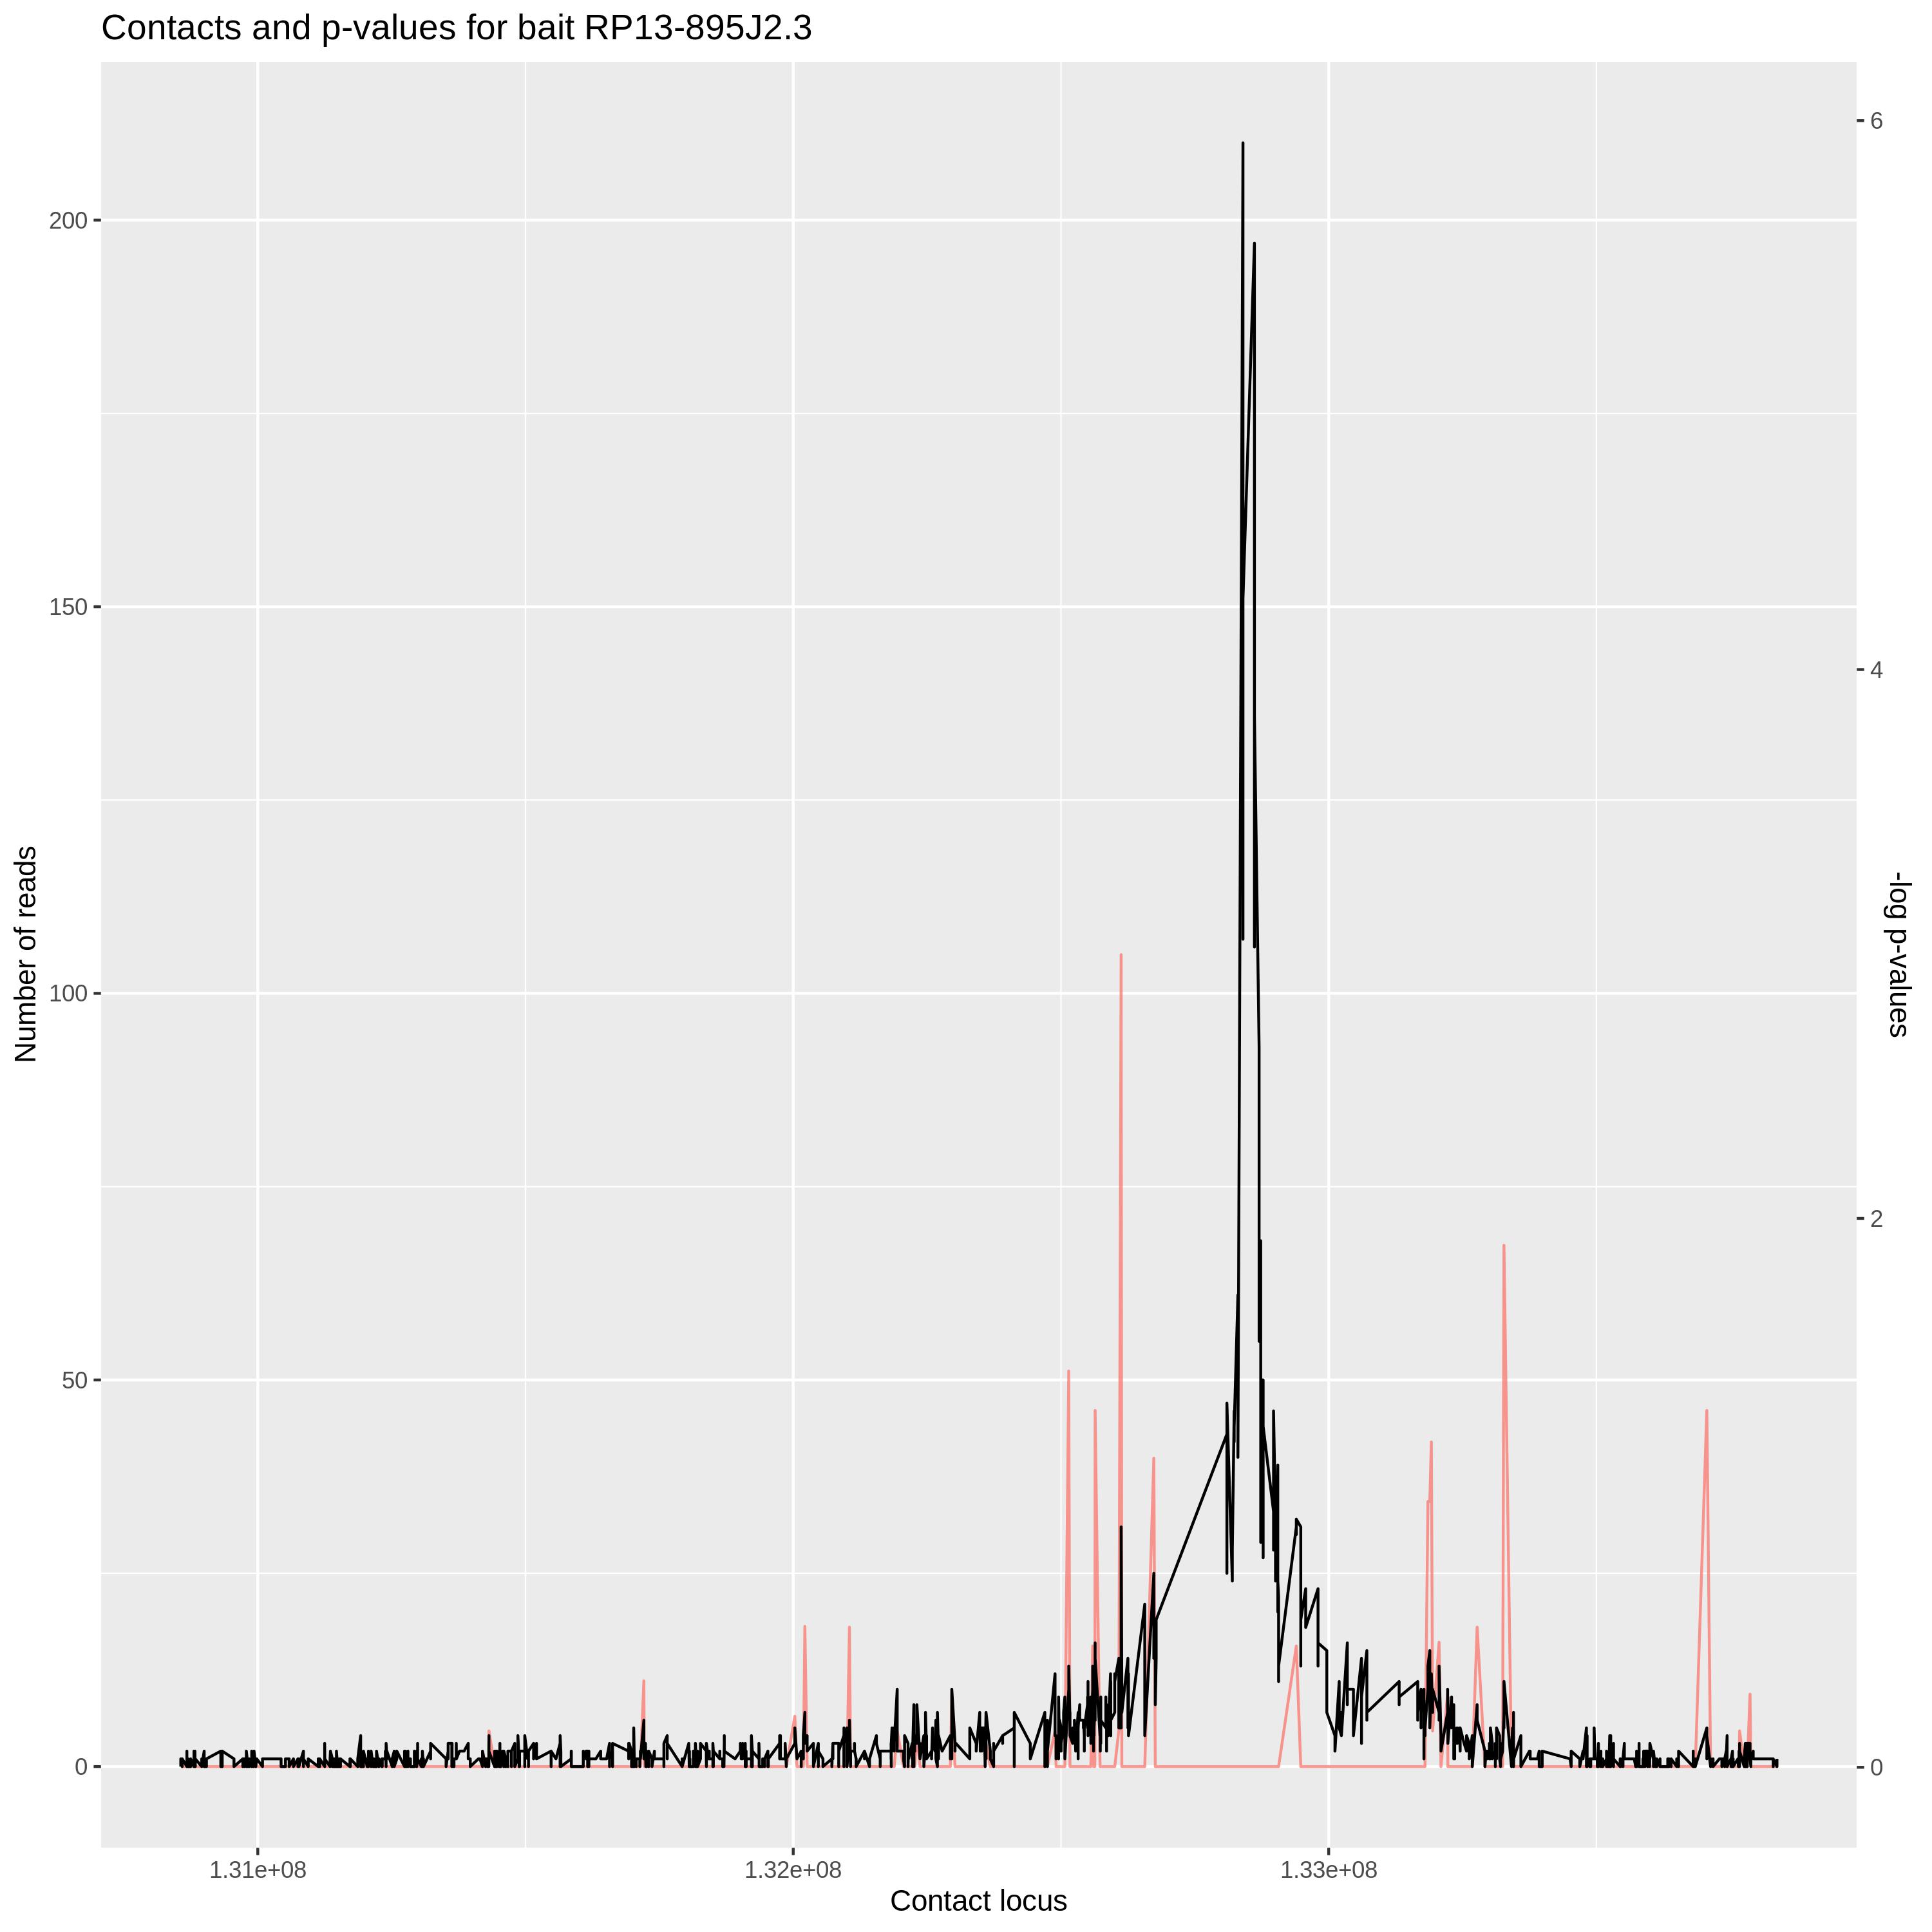 Contacts and p-values for bait RP13-895J2.3
200
150
100
50
0
Number of reads
6
4
2
0
-log p-values
1.31e+08
1.32e+08
1.33e+08
Contact locus